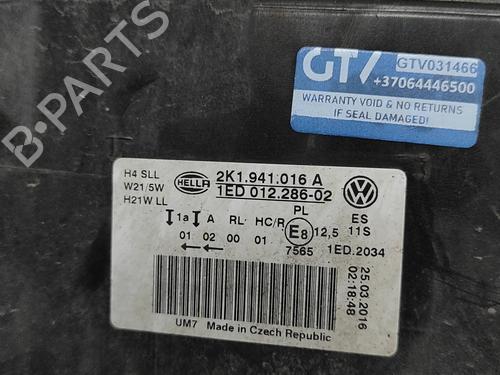 GTV
GTV031466
+37064446500
WARRANTY VOID & NO RETURNS
IF SEAL DAMAGED!
B-PARTS
H4 SLL
W21/5W
H21W LL
HELLA
2K1.941.016 A
1ED 012.286-02
PL
ES
11S
1a A RL HC/R E8 12,5
01 02 00 01 7565 1ED.2034
25.03.2016
02:18:48
UM7 Made in Czech Republic